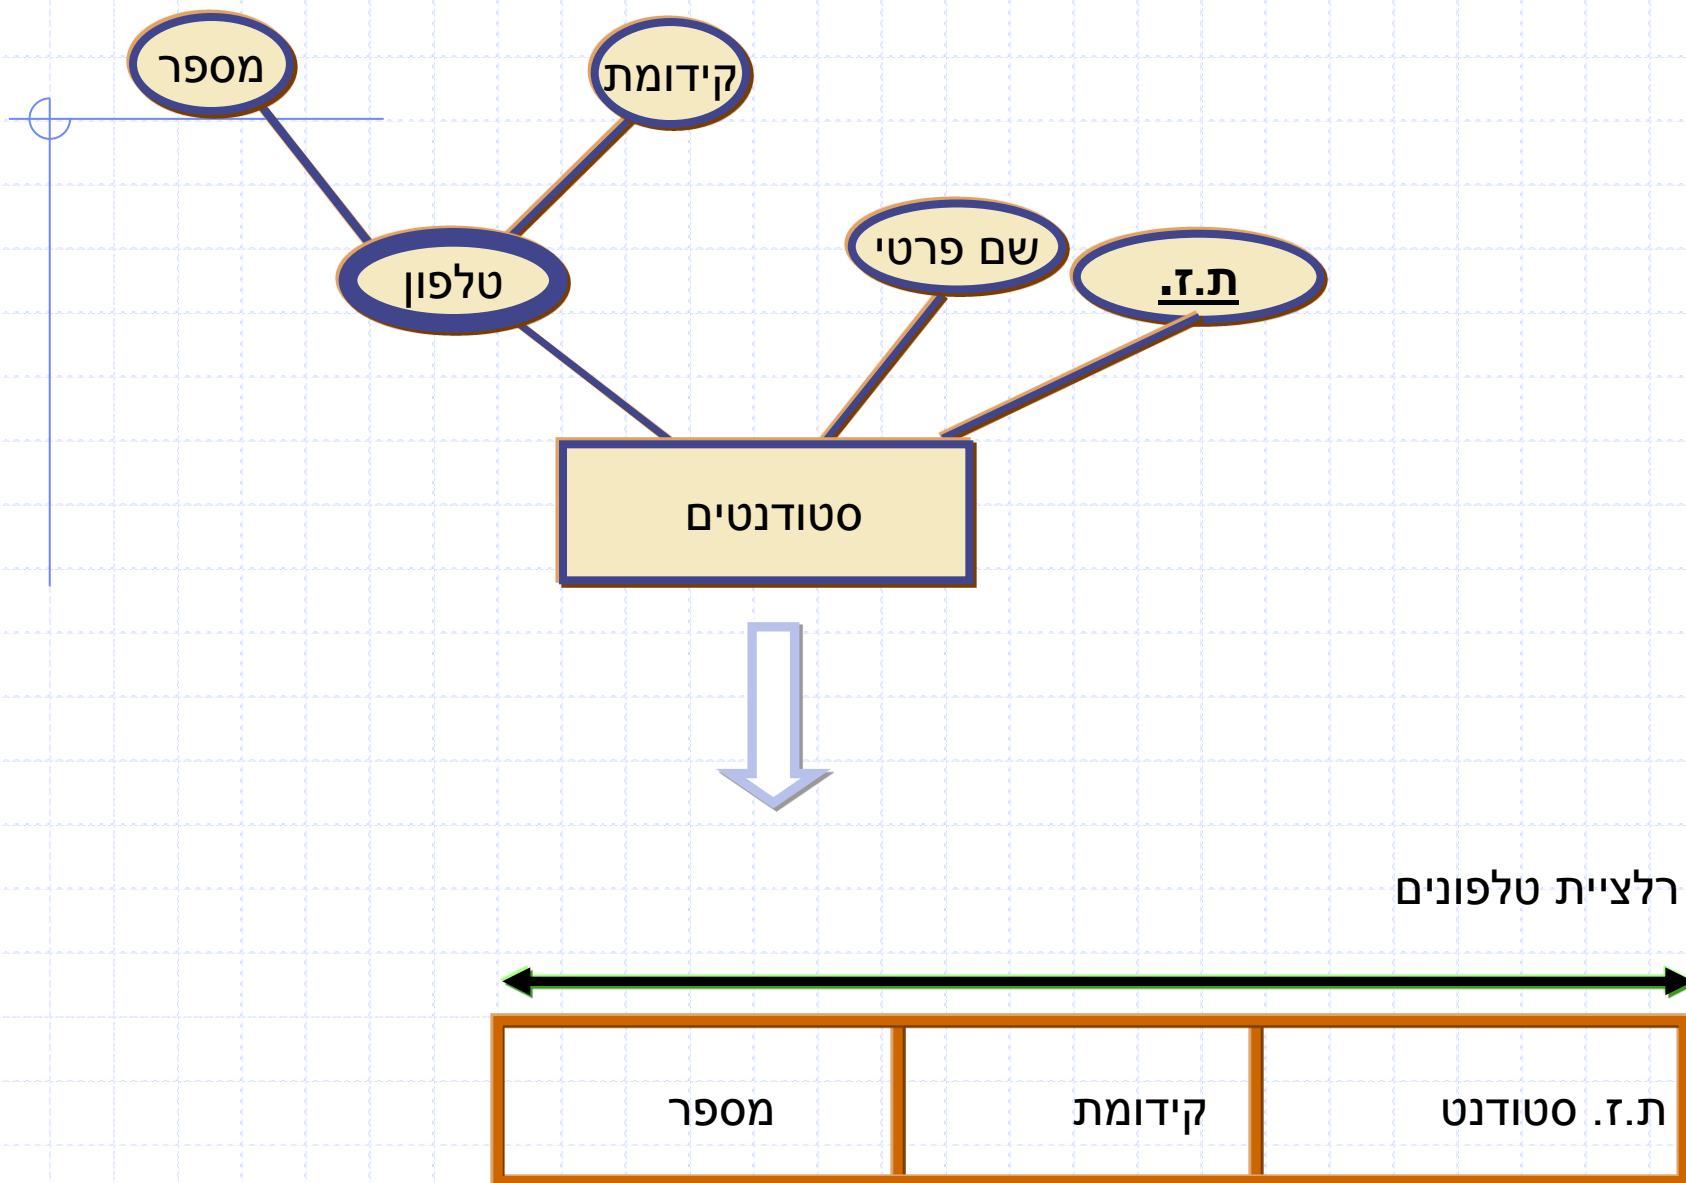 קידומת
מספר
ת.ז.
שם פרטי
טלפון
סטודנטים
רלציית טלפונים
ת.ז. סטודנט
קידומת
מספר